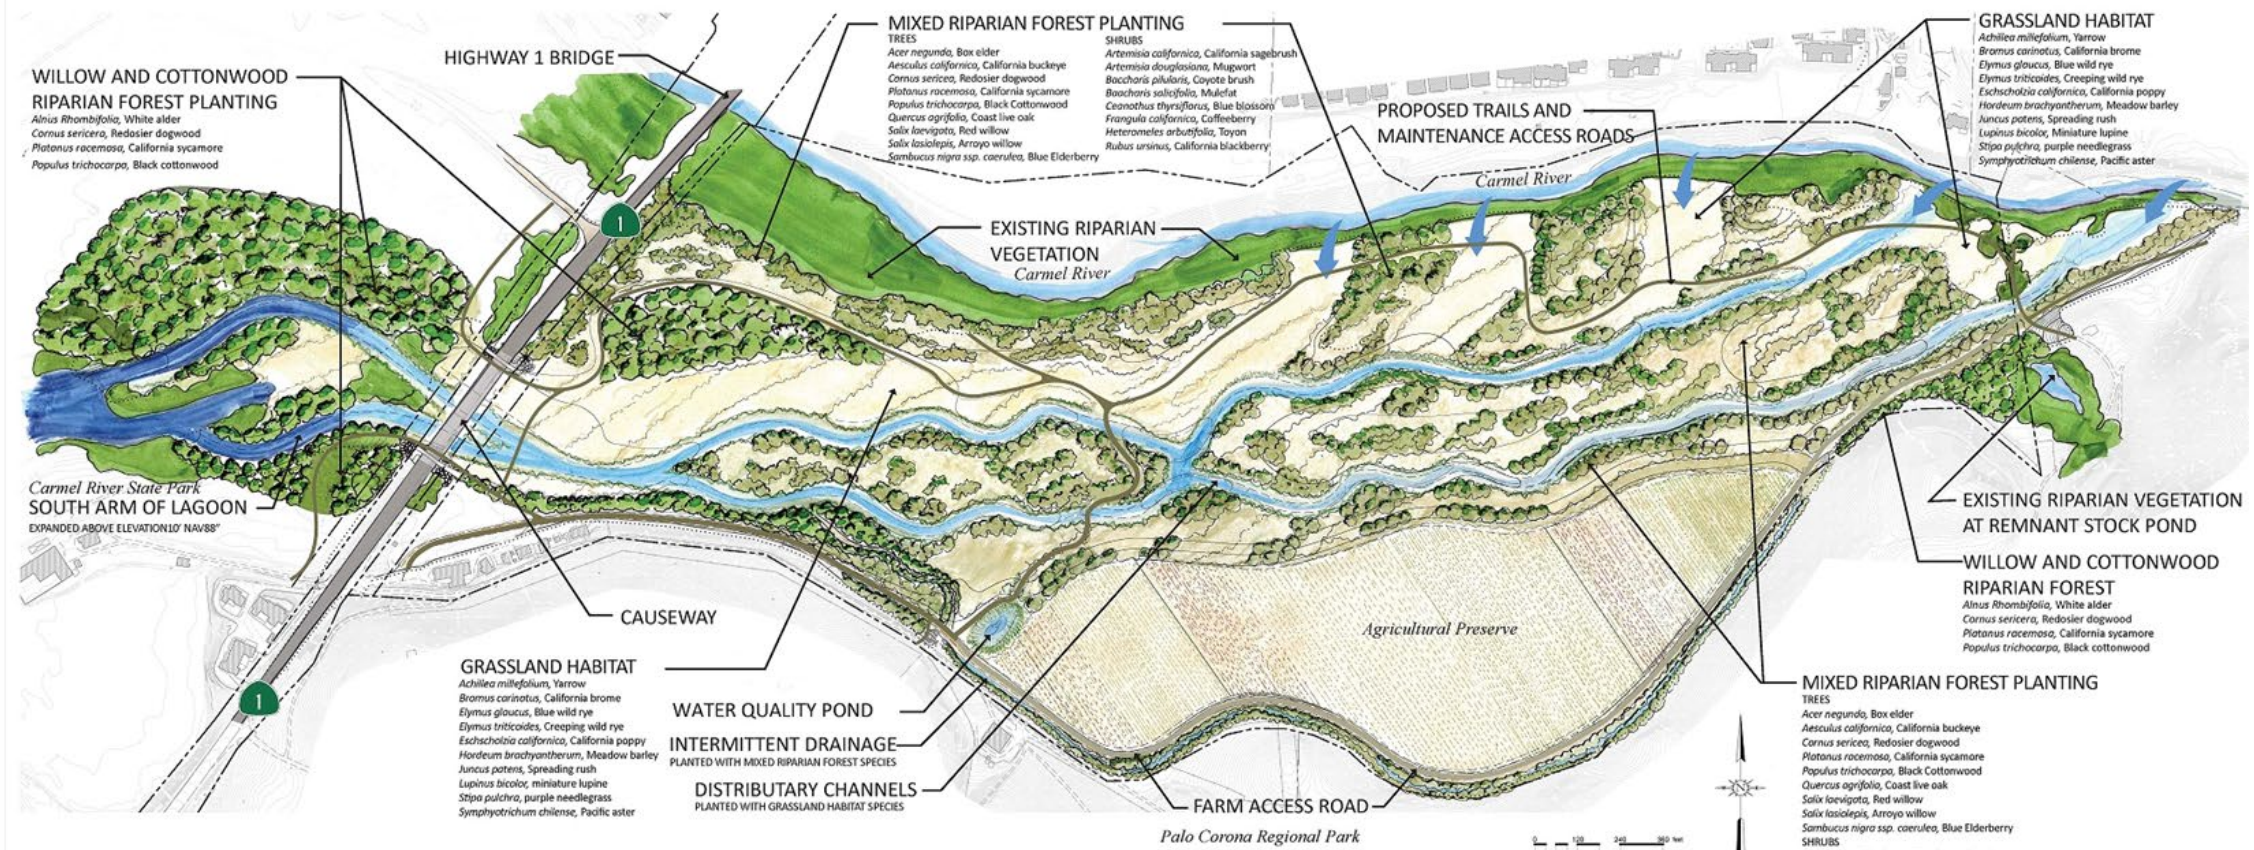 WILLOW AND COTTONWOOD
RIPARIAN FOREST PLANTING
Alnus Rhombifolia, White alder
Cornus sericera, Redosier dogwood
Platanus racemosa, California sycamore
Populus trichocarpa, Black cottonwood
HIGHWAY 1 BRIDGE
MIXED RIPARIAN FOREST PLANTING
TREES
Acer negundo, Box elder
Aesculus californica, California buckeye
Cornus sericea, Redosier dogwood
Platanus racemosa, California sycamore
Populus trichocarpa, Black Cottonwood
Quercus agrifolia, Coast live oak
Salix laevigata, Red willow
Salix lasiolepis, Arroyo willow
Sambucus nigra ssp. caerulea, Blue Elderberry
SHRUBS
Artemisia californica, California sagebrush
Artemisia douglasiana, Mugwort
Baccharis pilularis, Coyote brush
Baacharis salicifolia, Mulefat
Ceanothus thyrsiflorus, Blue blossom
Frangula californica, Coffeeberry
Heteromeles arbutifolia, Toyon
Rubus ursinus, California blackberry
PROPOSED TRAILS AND
MAINTENANCE ACCESS ROADS
GRASSLAND HABITAT
Achillea millefolium, Yarrow
Bromus carinatus, California brome
Elymus glaucus, Blue wild rye
Elymus triticoides, Creeping wild rye
Eschscholzia californica, California poppy
Hordeum brachyantherum, Meadow barley
Juncus patens, Spreading rush
Lupinus bicolor, Miniature lupine
Stipa pulchra, purple needlegrass
Symphyotrichum chilense, Pacific aster
Carmel River
1
EXISTING RIPARIAN
VEGETATION
Carmel River
Carmel River State Park
SOUTH ARM OF LAGOON
EXPANDED ABOVE ELEVATION10' NAV88"
EXISTING RIPARIAN VEGETATION
AT REMNANT STOCK POND
WILLOW AND COTTONWOOD
RIPARIAN FOREST
Alnus Rhombifolia, White alder
Cornus sericera, Redosier dogwood
Platanus racemosa, California sycamore
Populus trichocarpa, Black cottonwood
CAUSEWAY
Agricultural Preserve
1
GRASSLAND HABITAT
Achillea millefolium, Yarrow
Bromus carinatus, California brome
Elymus glaucus, Blue wild rye
Elymus triticoides, Creeping wild rye
Eschscholzia californica, California poppy
Hordeum brachyantherum, Meadow barley
Juncus patens, Spreading rush
Lupinus bicolor, miniature lupine
Stipa pulchra, purple needlegrass
Symphyotrichum chilense, Pacific aster
WATER QUALITY POND
INTERMITTENT DRAINAGE
PLANTED WITH MIXED RIPARIAN FOREST SPECIES
DISTRIBUTARY CHANNELS
PLANTED WITH GRASSLAND HABITAT SPECIES
FARM ACCESS ROAD
Palo Corona Regional Park
MIXED RIPARIAN FOREST PLANTING
TREES
Acer negundo, Box elder
Aesculus californica, California buckeye
Cornus sericea, Redosier dogwood
Platanus racemosa, California sycamore
Populus trichocarpa, Black Cottonwood
Quercus agrifolia, Coast live oak
Salix laevigata, Red willow
Salix lasiolepis, Arroyo willow
Sambucus nigra ssp. caerulea, Blue Elderberry
SHRUBS
N
0 120 240 360 feet